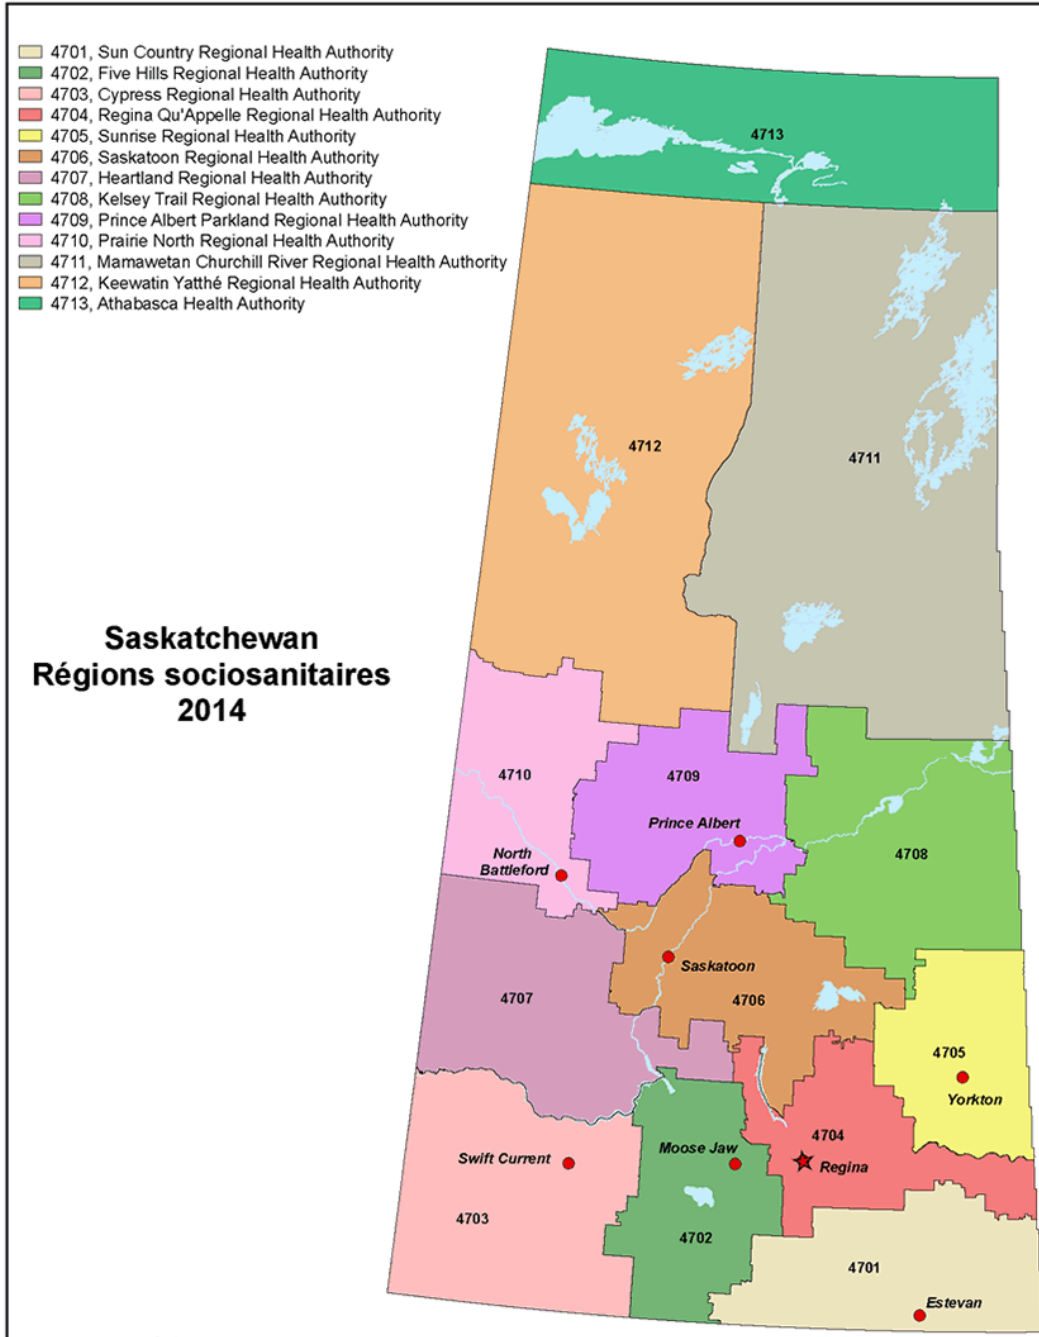 4701, Sun Country Regional Health Authority
4702, Five Hills Regional Health Authority
4703, Cypress Regional Health Authority
4704, Regina Qu'Appelle Regional Health Authority
4705, Sunrise Regional Health Authority
4706, Saskatoon Regional Health Authority
4707, Heartland Regional Health Authority
4708, Kelsey Trail Regional Health Authority
4709, Prince Albert Parkland Regional Health Authority
4710, Prairie North Regional Health Authority
4711, Mamawetan Churchill River Regional Health Authority
4712, Keewatin Yatthé Regional Health Authority
4713, Athabasca Health Authority
Saskatchewan
Régions sociosanitaires
2014
4713
4712
4711
4710
4709
Prince Albert
North
Battleford
4708
Saskatoon
4707
4706
4705
Yorkton
4704
Regina
Moose Jaw
Swift Current
4703
4702
4701
Estevan